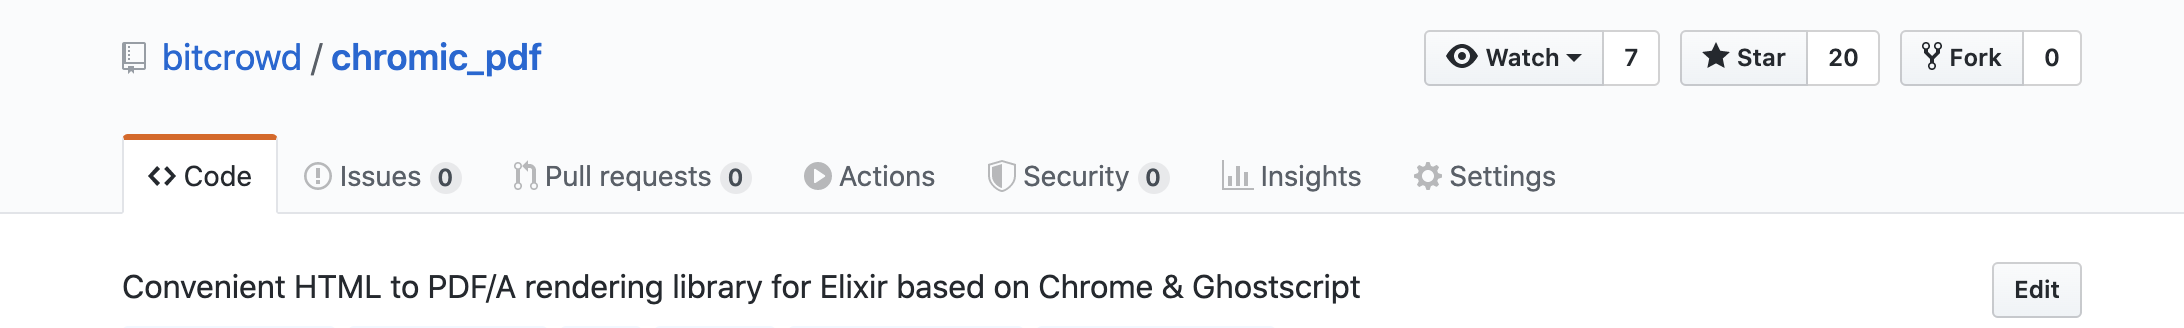 bitcrowd / chromic_pdf Watch 7 Star 20 Fork 0
Code Issues 0 Pull requests 0 Actions Security 0 Insights Settings
Convenient HTML to PDF/A rendering library for Elixir based on Chrome & Ghostscript Edit